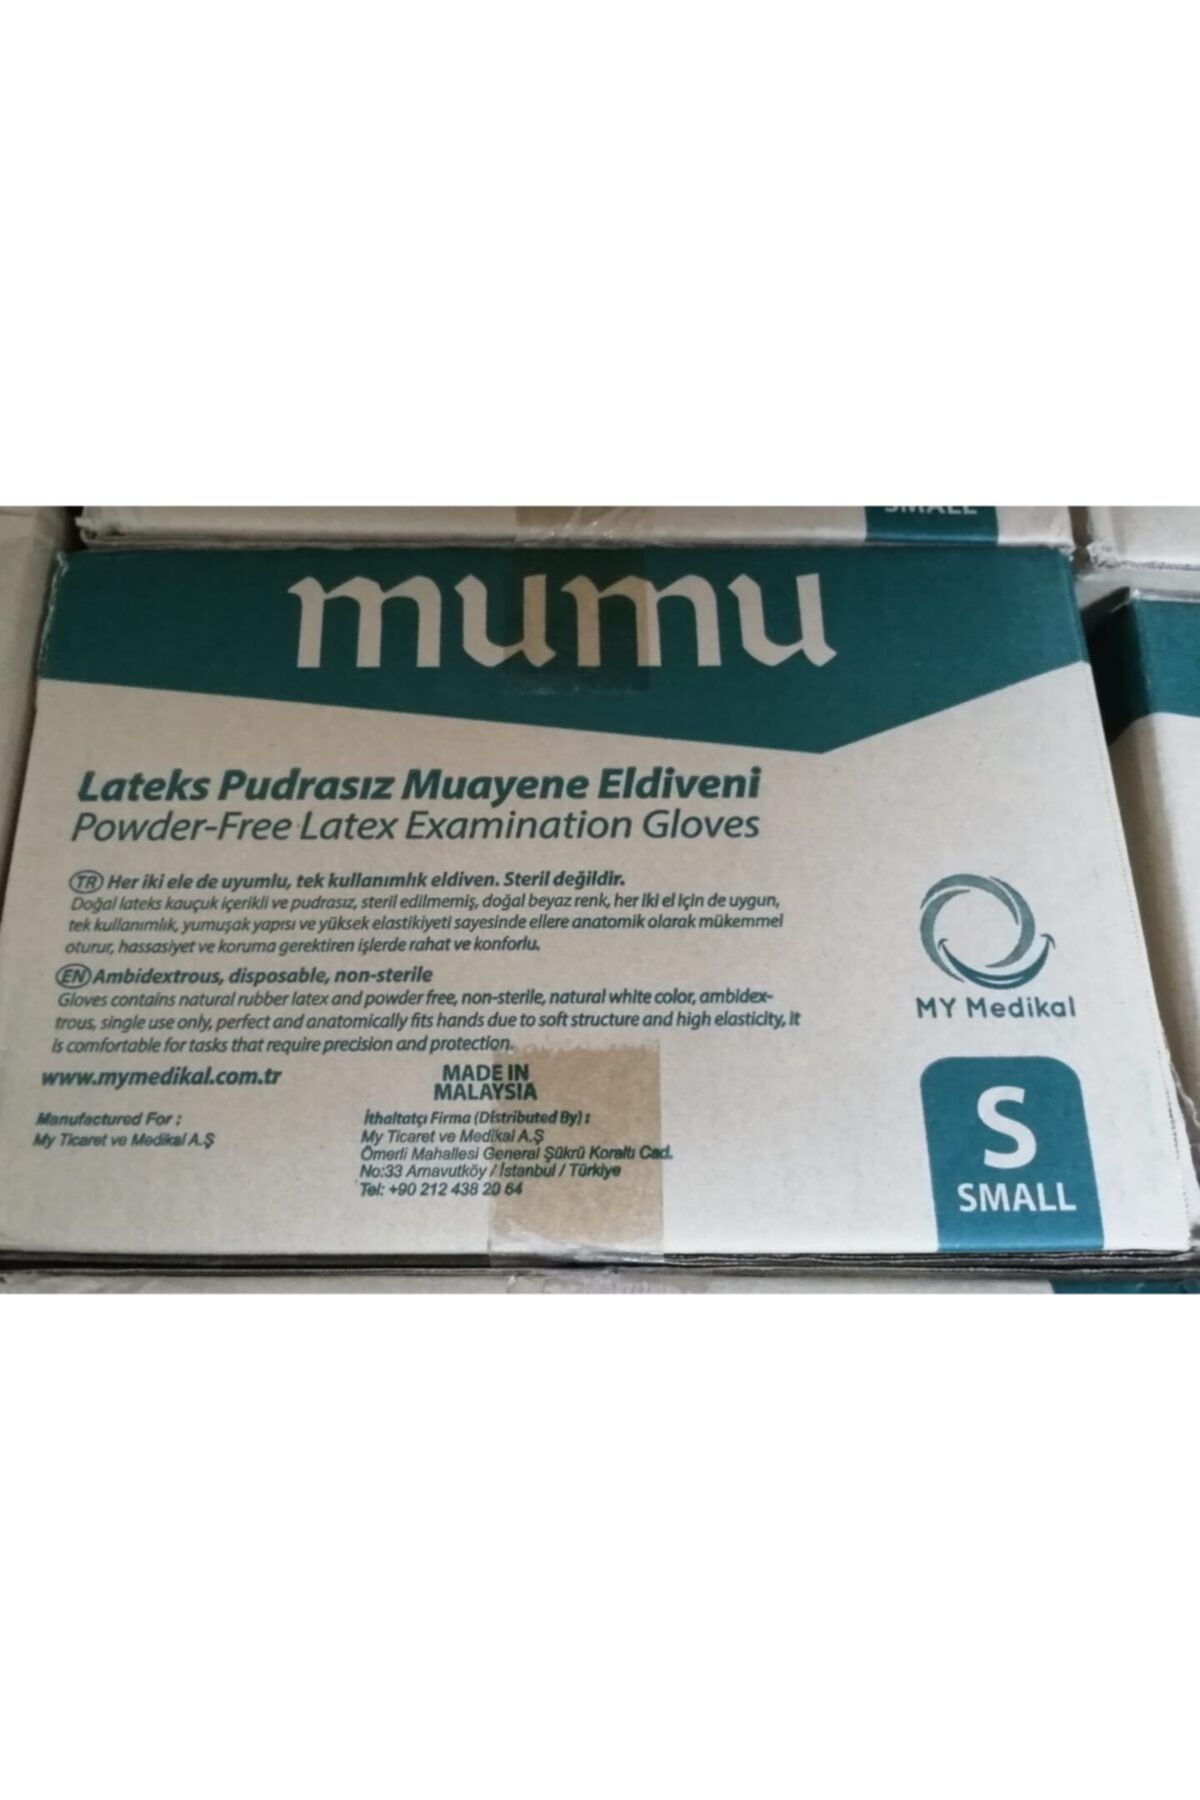 SMALL
mumu
Lateks Pudrasız Muayene Eldiveni
Powder-Free Latex Examination Gloves
TR Her iki ele de uyumlu, tek kullanımlık eldiven. Steril değildir.
Doğal lateks kauçuk içerikli ve pudrasız, steril edilmemiş, doğal beyaz renk, her iki el için de uygun,
tek kullanımlık, yumuşak yapısı ve yüksek elastikiyeti sayesinde ellere anatomik olarak mükemmel
oturur, hassasiyet ve koruma gerektiren işlerde rahat ve konforlu.
EN Ambidextrous, disposable, non-sterile
Gloves contains natural rubber latex and powder free, non-sterile, natural white color, ambidex-
trous, single use only, perfect and anatomically fits hands due to soft structure and high elasticity, it
is comfortable for tasks that require precision and protection.
www.mymedikal.com.tr
MADE IN
MALAYSIA
Manufactured For :
My Ticaret ve Medikal A.Ş
İthaltatçı Firma (Distributed By) :
My Ticaret ve Medikal A.Ş
Ömerli Mahallesi General Şükrü Koraltı Cad.
No:33 Arnavutköy / İstanbul / Türkiye
Tel: +90 212 438 20 64
MY Medikal
S
SMALL